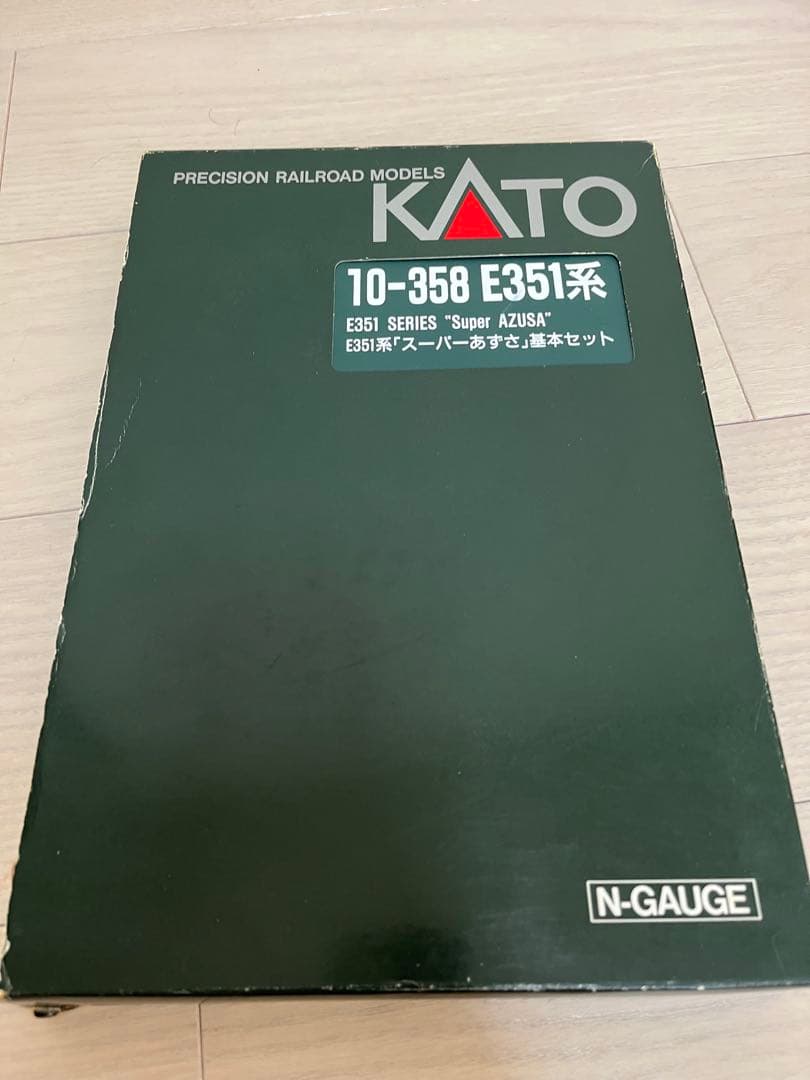 PRECISION RAILROAD MODELS
KATO
10-358 E351系
E351 SERIES "Super AZUSA"
E351系「スーパーあずさ」基本セット
N-GAUGE